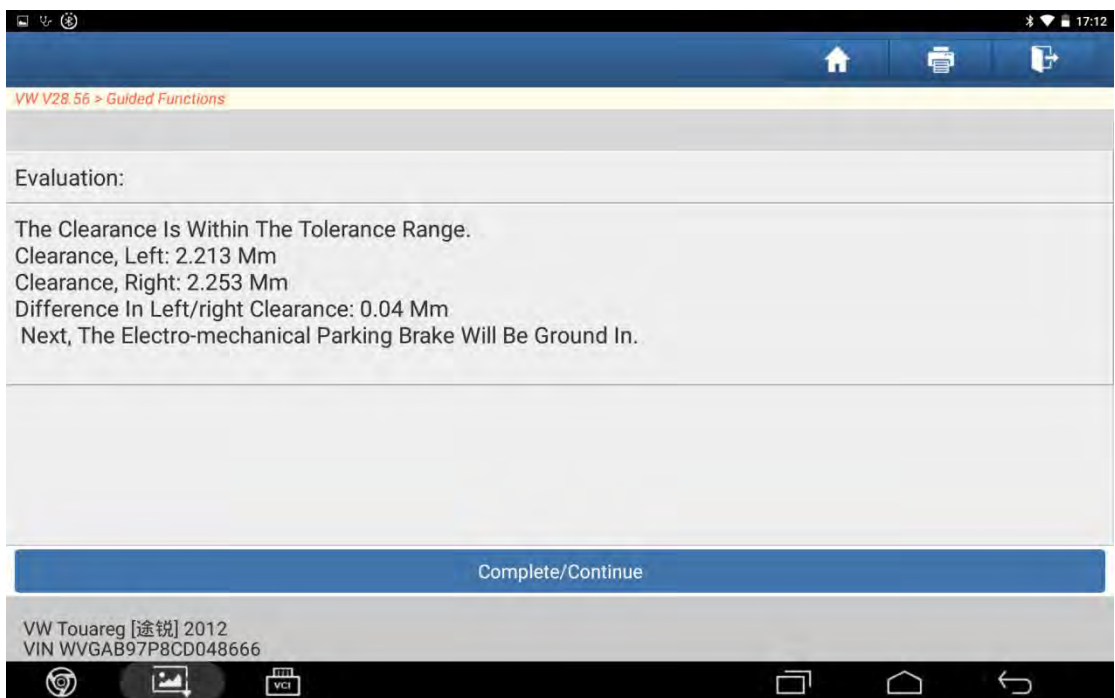 17:12
VW V28.56 > Guided Functions
Evaluation:
The Clearance Is Within The Tolerance Range.
Clearance, Left: 2.213 Mm
Clearance, Right: 2.253 Mm
Difference In Left/right Clearance: 0.04 Mm
Next, The Electro-mechanical Parking Brake Will Be Ground In.
Complete/Continue
VW Touareg [途锐] 2012
VIN WVGAB97P8CD048666
VCI